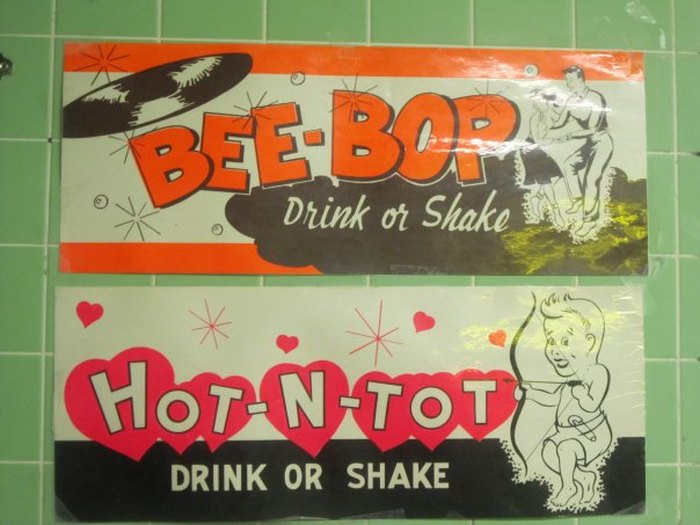 BEE-BOP
Drink or Shake
HOT-N-TOT
DRINK OR SHAKE